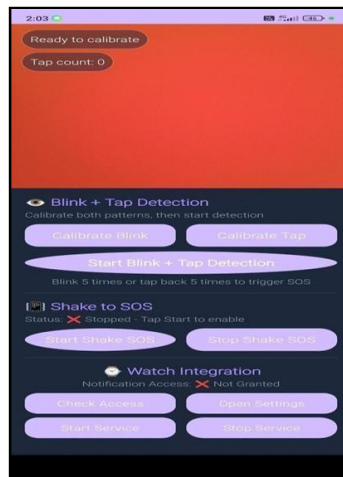 2:03
Ready to calibrate
Tap count: 0
Blink + Tap Detection
Calibrate both patterns, then start detection
Calibrate Blink Calibrate Tap
Start Blink + Tap Detection
Blink 5 times or tap back 5 times to trigger SOS
Shake to SOS
Status: ❌ Stopped - Tap Start to enable
Start Shake SOS Stop Shake SOS
Watch Integration
Notification Access: ❌ Not Granted
Check Access Open Settings
Start Service Stop Service